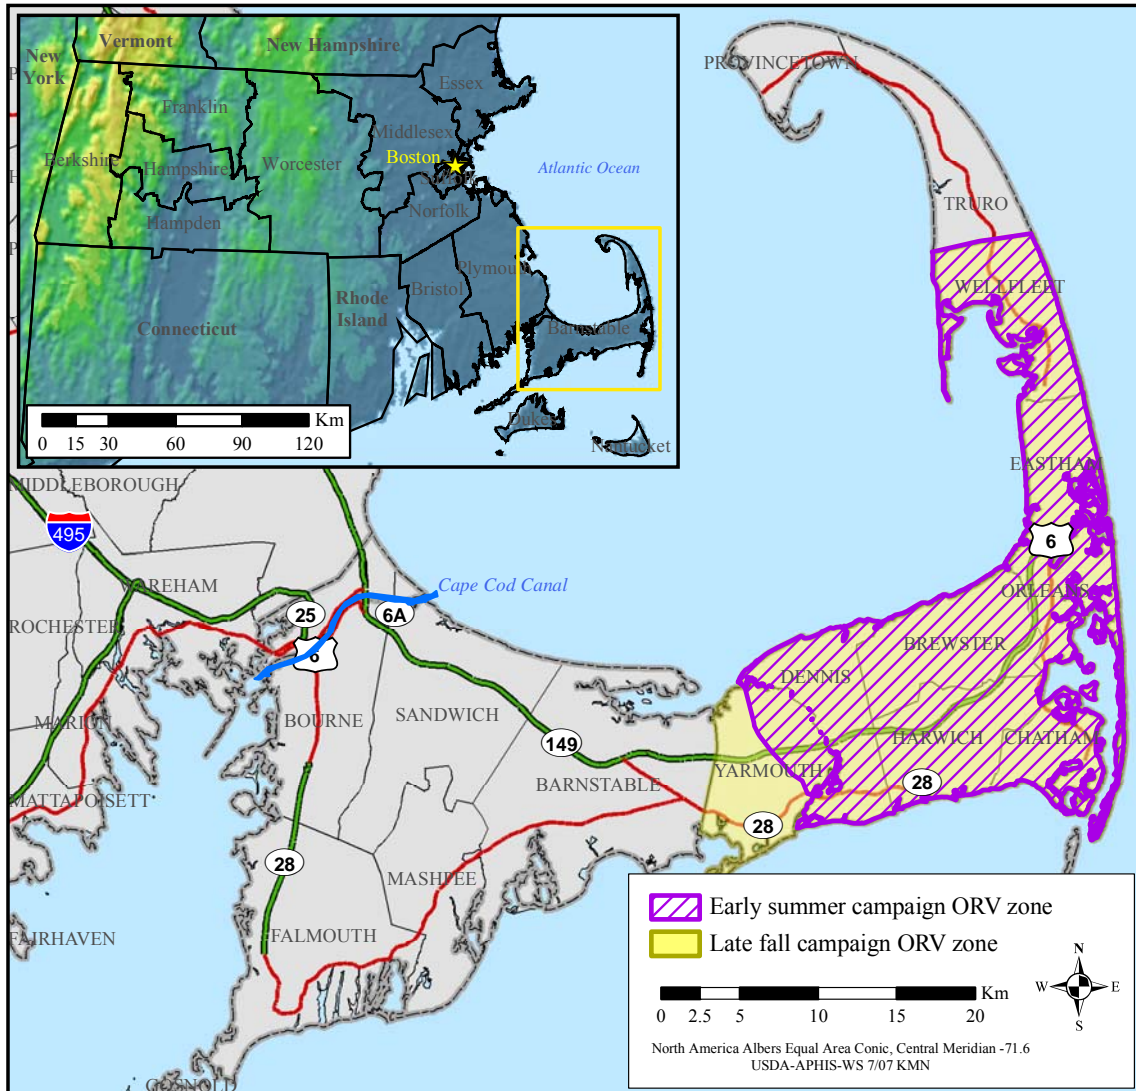 Vermont
New Hampshire
New
York
Essex
Franklin
Middlesex
Berkshire
Hampshire
Worcester
Boston
Atlantic Ocean
Norfolk
Hampden
Plymouth
Rhode
Island
Bristol
Barnstable
Connecticut
Dukes
Nantucket
Km
0 15 30 60 90 120
PROVINCETOWN
TRURO
WELLFLEET
EASTHAM
6
ORLEANS
BREWSTER
DENNIS
HARWICH
CHATHAM
28
YARMOUTH
28
MIDDLEBOROUGH
495
WAREHAM
Cape Cod Canal
25
6A
ROCHESTER
6
SANDWICH
BOURNE
MARION
149
BARNSTABLE
MATTAPOISETT
28
MASHPEE
FAIRHAVEN
FALMOUTH
GOSNOLD
Early summer campaign ORV zone
Late fall campaign ORV zone
Km
0 2.5 5 10 15 20
N
W E
S
North America Albers Equal Area Conic, Central Meridian -71.6
USDA-APHIS-WS 7/07 KMN